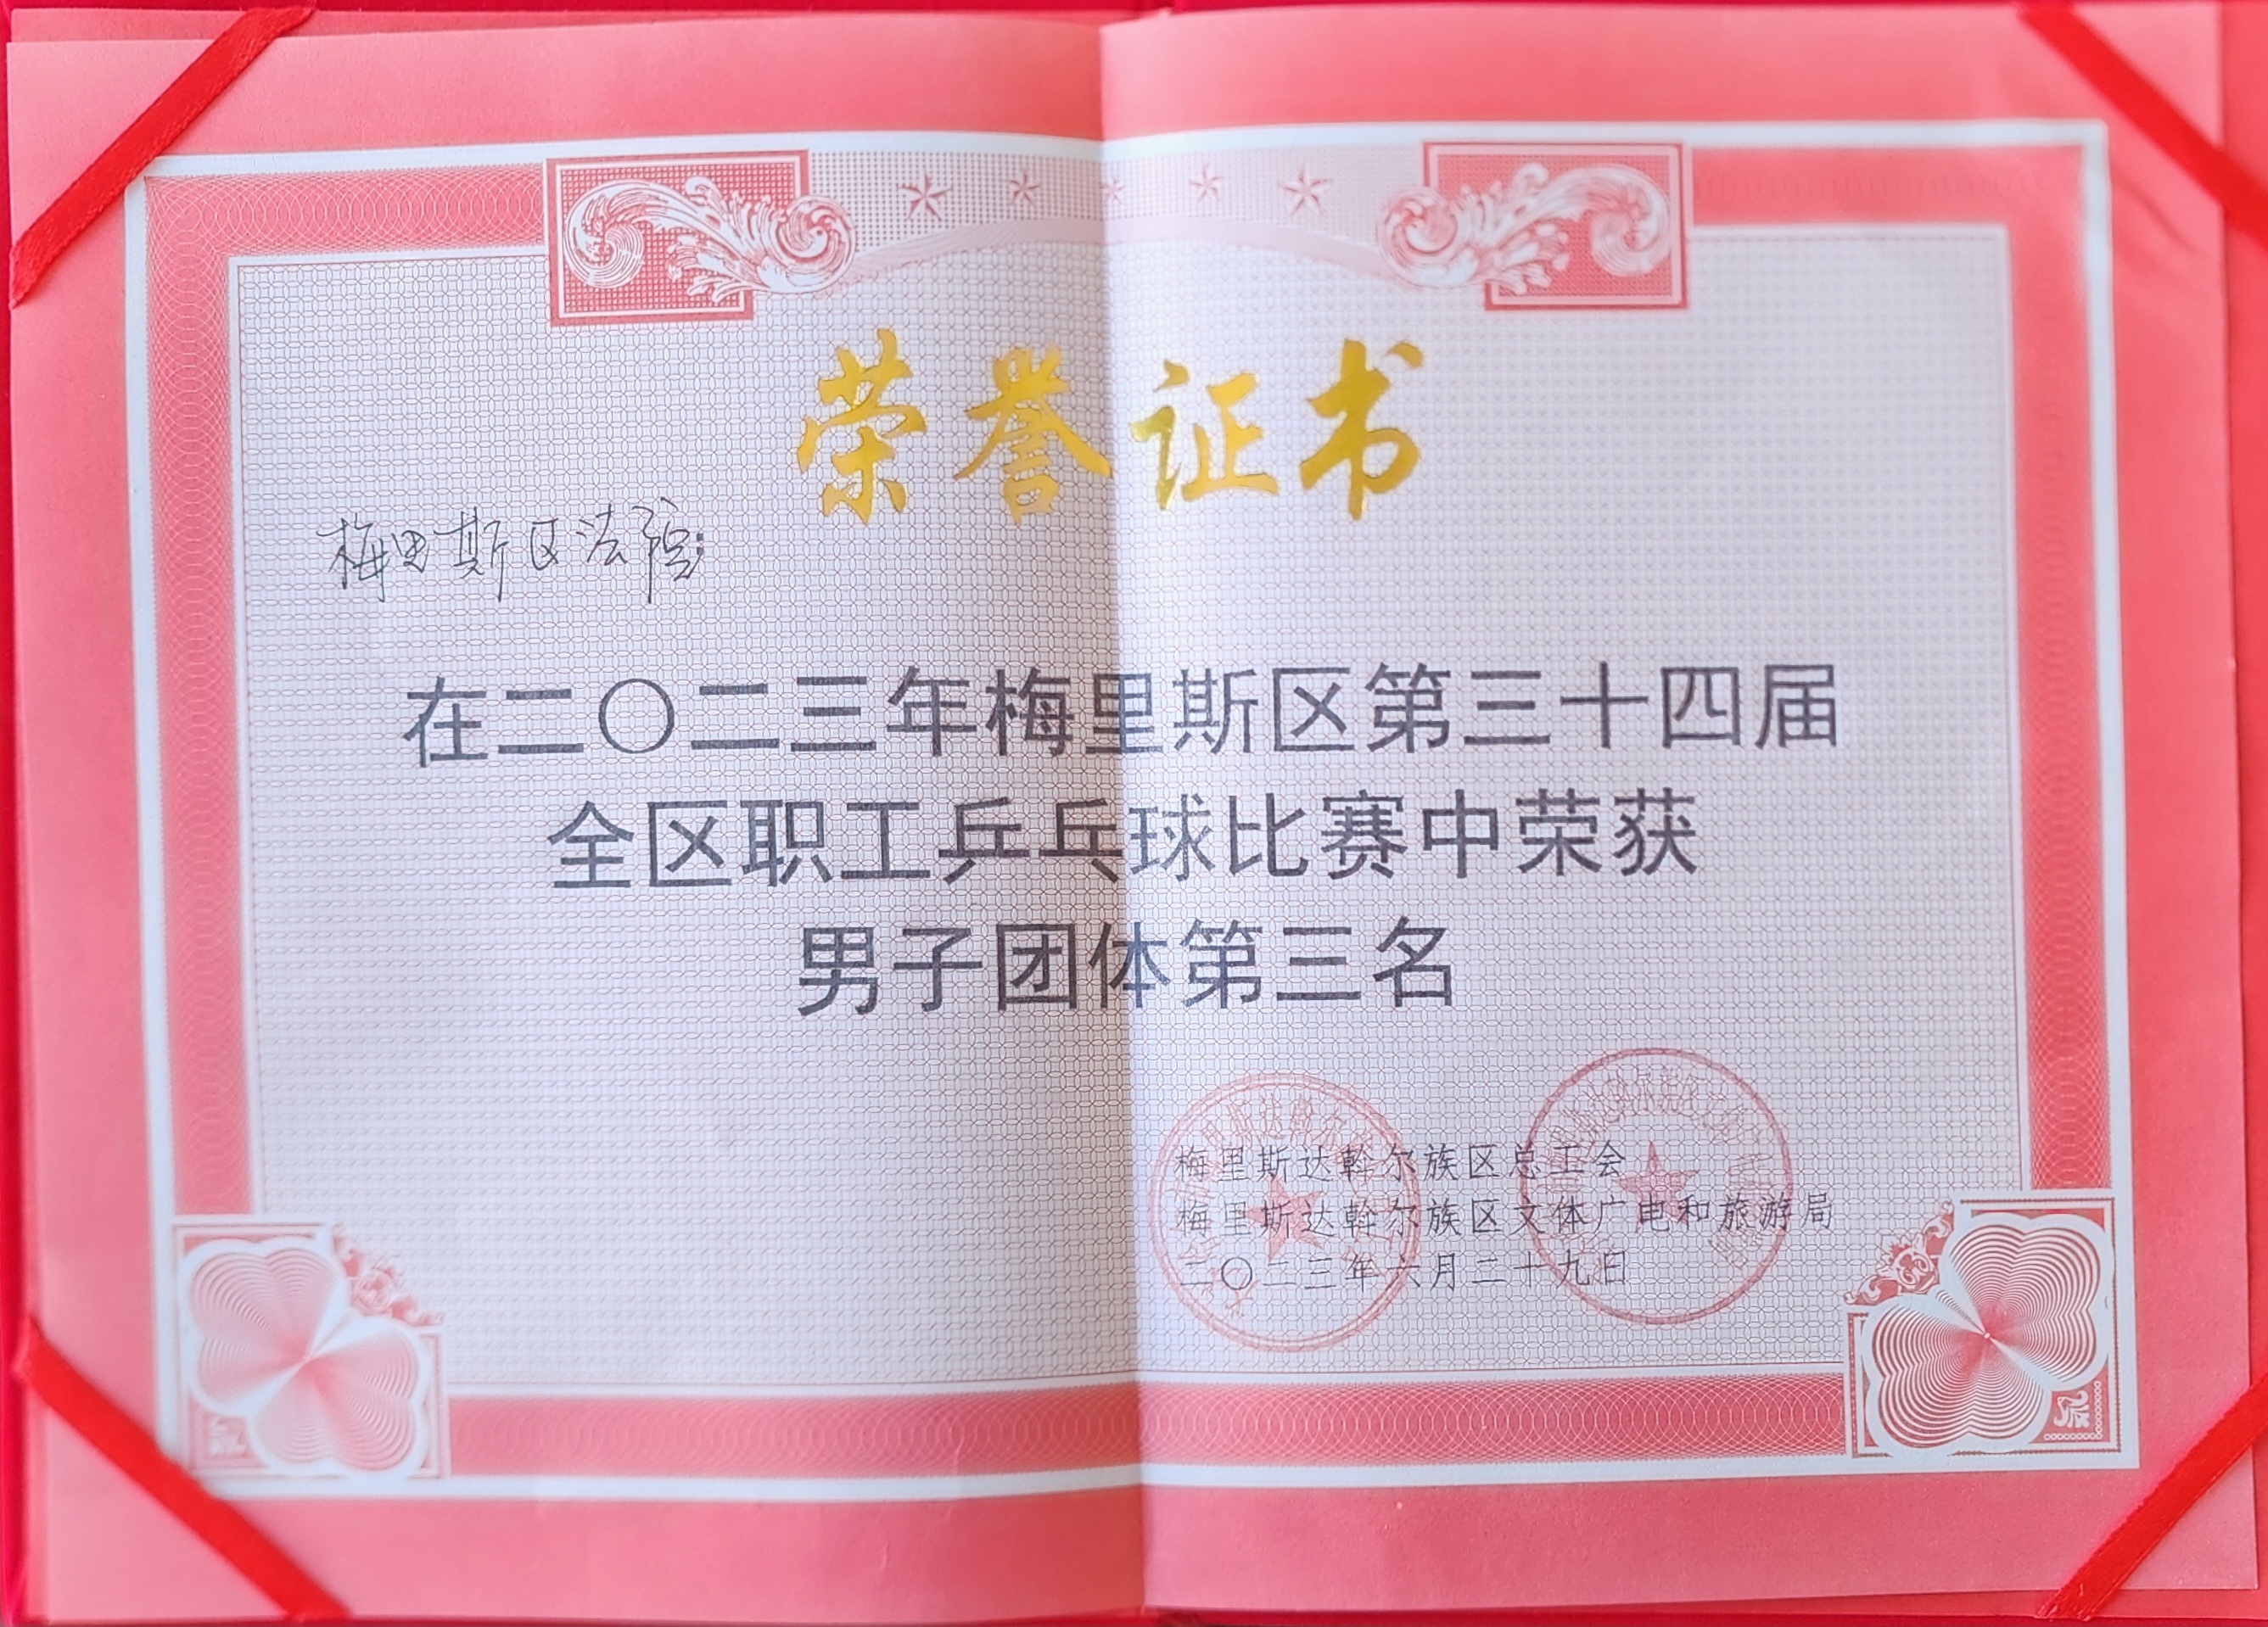 荣誉证书
梅里斯区法院:
在二〇二三年梅里斯区第三十四届
全区职工乒乓球比赛中荣获
男子团体第三名
梅里斯达斡尔族区总工会
梅里斯达斡尔族区文体广电和旅游局
二〇二三年六月二十九日